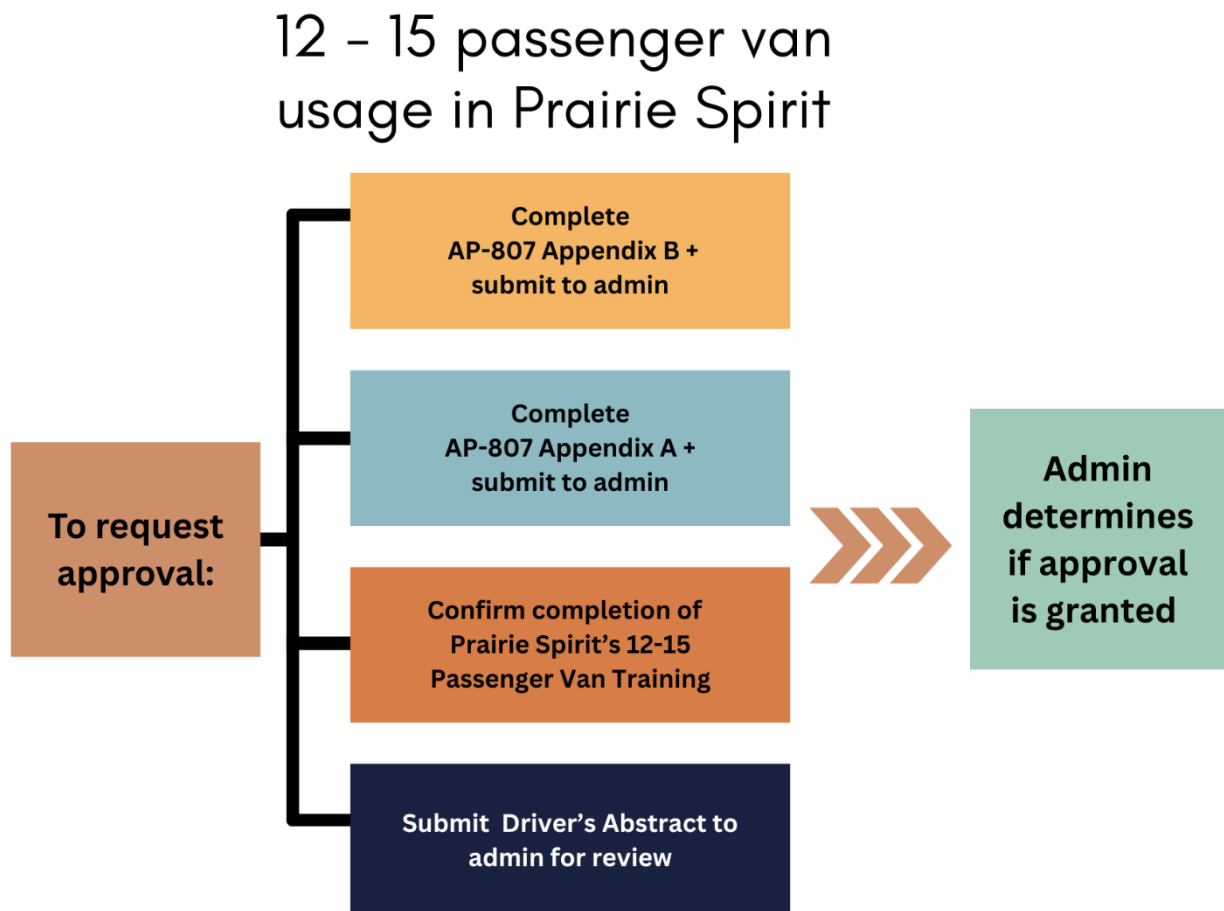 12 - 15 passenger van
usage in Prairie Spirit
To request
approval:
Complete
AP-807 Appendix B +
submit to admin
Complete
AP-807 Appendix A +
submit to admin
Confirm completion of
Prairie Spirit’s 12-15
Passenger Van Training
Submit Driver’s Abstract to
admin for review
Admin
determines
if approval
is granted